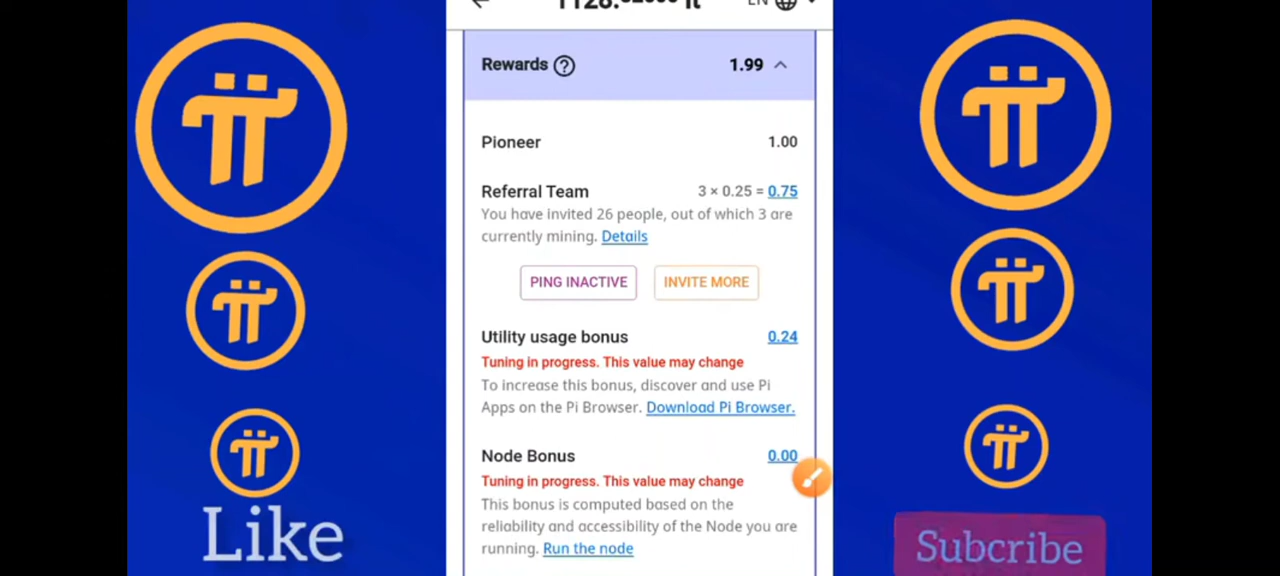 EN
Rewards ? 1.99
Pioneer 1.00
Referral Team 3 × 0.25 = 0.75
You have invited 26 people, out of which 3 are
currently mining. Details
PING INACTIVE INVITE MORE
Utility usage bonus 0.24
Tuning in progress. This value may change
To increase this bonus, discover and use Pi
Apps on the Pi Browser. Download Pi Browser.
Node Bonus 0.00
Tuning in progress. This value may change
This bonus is computed based on the
reliability and accessibility of the Node you are
running. Run the node
Like
Subcribe